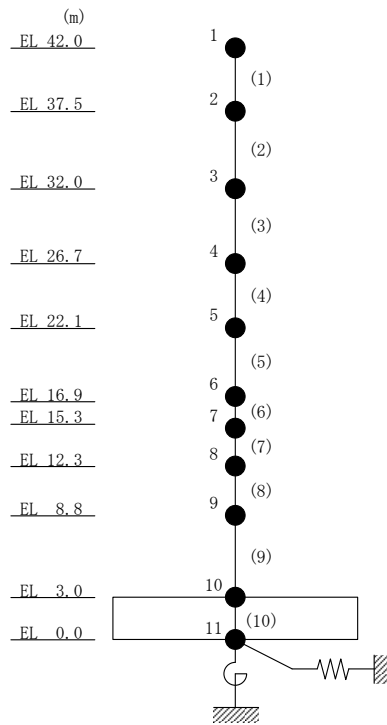 (m)
EL 42.0 1
(1)
EL 37.5 2
(2)
EL 32.0 3
(3)
EL 26.7 4
(4)
EL 22.1 5
(5)
EL 16.9 6
(6)
EL 15.3 7
(7)
EL 12.3 8
(8)
EL 8.8 9
(9)
EL 3.0 10
(10)
EL 0.0 11